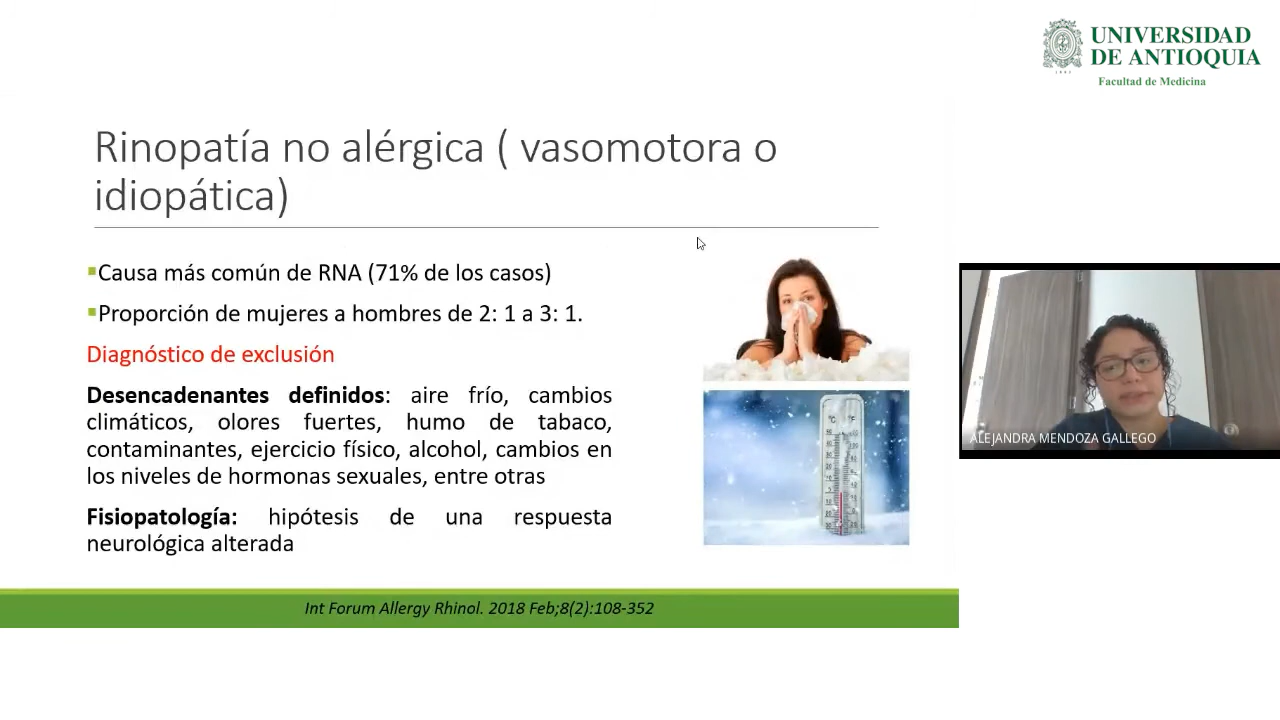 UNIVERSIDAD
DE ANTIOQUIA
1803
Facultad de Medicina
Rinopatía no alérgica ( vasomotora o
idiopática)
Causa más común de RNA (71% de los casos)
Proporción de mujeres a hombres de 2: 1 a 3: 1.
Diagnóstico de exclusión
Desencadenantes definidos: aire frío, cambios
climáticos, olores fuertes, humo de tabaco,
contaminantes, ejercicio físico, alcohol, cambios en
los niveles de hormonas sexuales, entre otras
Fisiopatología: hipótesis de una respuesta
neurológica alterada
°C °F
ALEJANDRA MENDOZA GALLEGO
Int Forum Allergy Rhinol. 2018 Feb;8(2):108-352